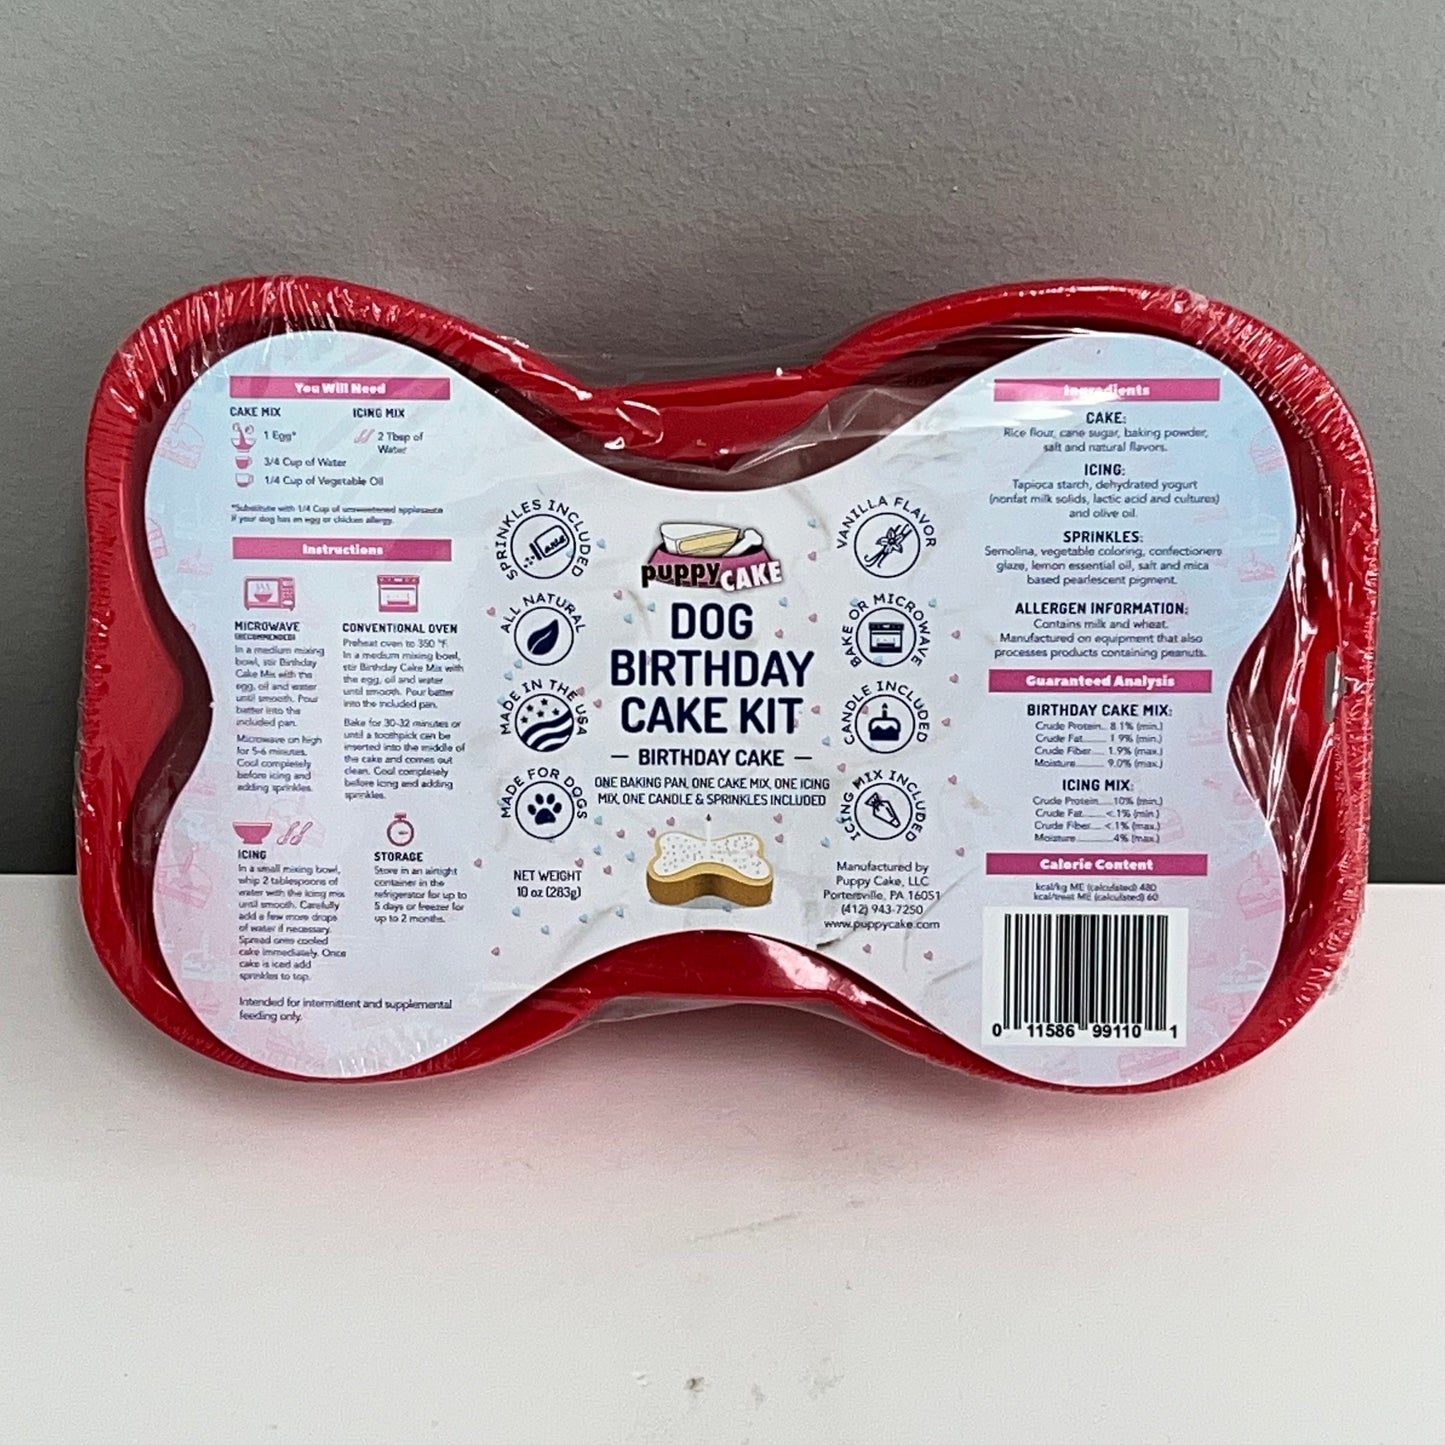 You Will Need
CAKE MIX
1 Egg*
3/4 Cup of Water
1/4 Cup of Vegetable Oil
ICING MIX
2 Tbsp of
Water
*Substitute with 1/4 Cup of unsweetened applesauce
if your dog has an egg or chicken allergy.
Instructions
MICROWAVE
(RECOMMENDED)
In a medium mixing
bowl, stir Birthday
Cake Mix with the
egg, oil and water
until smooth. Pour
batter into the
included pan.
Microwave on high
for 5-6 minutes.
Cool completely
before icing and
adding sprinkles.
CONVENTIONAL OVEN
Preheat oven to 350 °F.
In a medium mixing bowl,
stir Birthday Cake Mix with
the egg, oil and water
until smooth. Pour batter
into the included pan.
Bake for 30-32 minutes or
until a toothpick can be
inserted into the middle of
the cake and comes out
clean. Cool completely
before icing and adding
sprinkles.
ICING
In a small mixing bowl,
whip 2 tablespoons of
water with the icing mix
until smooth. Carefully
add a few more drops
of water if necessary.
Spread onto cooled
cake immediately. Once
cake is iced add
sprinkles to top.
STORAGE
Store in an airtight
container in the
refrigerator for up to
5 days or freezer for
up to 2 months.
Intended for intermittent and supplemental
feeding only.
SPRINKLES INCLUDED
ALL NATURAL
MADE IN THE USA
MADE FOR DOGS
NET WEIGHT
10 oz (283g)
PUPPY CAKE
DOG
BIRTHDAY
CAKE KIT
— BIRTHDAY CAKE —
ONE BAKING PAN, ONE CAKE MIX, ONE ICING
MIX, ONE CANDLE & SPRINKLES INCLUDED
VANILLA FLAVOR
BAKE OR MICROWAVE
CANDLE INCLUDED
ICING MIX INCLUDED
Manufactured by
Puppy Cake, LLC
Portersville, PA 16051
(412) 943-7250
www.puppycake.com
Ingredients
CAKE:
Rice flour, cane sugar, baking powder,
salt and natural flavors.
ICING:
Tapioca starch, dehydrated yogurt
(nonfat milk solids, lactic acid and cultures)
and olive oil.
SPRINKLES:
Semolina, vegetable coloring, confectioners
glaze, lemon essential oil, salt and mica
based pearlescent pigment.
ALLERGEN INFORMATION:
Contains milk and wheat.
Manufactured on equipment that also
processes products containing peanuts.
Guaranteed Analysis
BIRTHDAY CAKE MIX:
Crude Protein.. 8.1% (min.)
Crude Fat........ 1.9% (min.)
Crude Fiber..... 1.9% (max.)
Moisture.......... 9.0% (max.)
ICING MIX:
Crude Protein.....10% (min.)
Crude Fat......<.1% (min.)
Crude Fiber....<.1% (max.)
Moisture............4% (max.)
Calorie Content
kcal/kg ME (calculated) 480
kcal/treat ME (calculated) 60
0 11586 99110 1